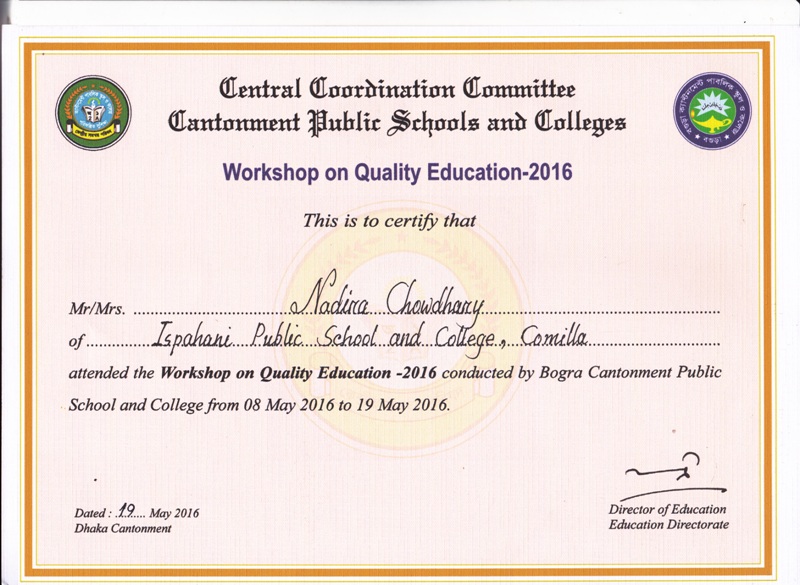 Central Coordination Committee
Cantonment Public Schools and Colleges
Workshop on Quality Education-2016
This is to certify that
Mr/Mrs. Nadira Chowdhary
of Ispahani Public School and College, Comilla
attended the Workshop on Quality Education -2016 conducted by Bogra Cantonment Public
School and College from 08 May 2016 to 19 May 2016.
Dated : 19 May 2016
Dhaka Cantonment
Director of Education
Education Directorate